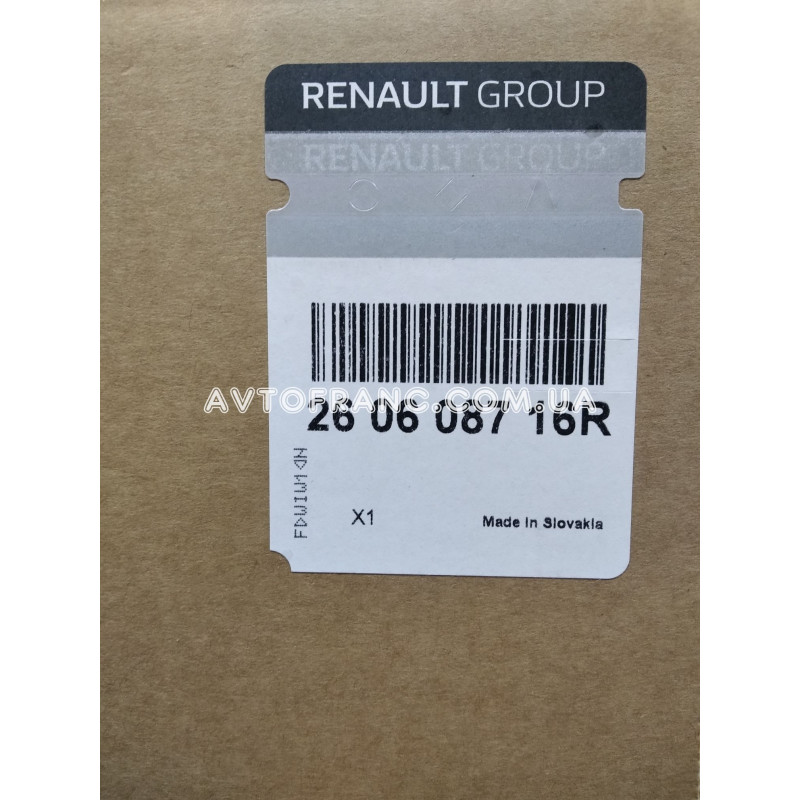 RENAULT GROUP
RENAULT GROUP
AVTOFRANC.COM.UA
26 06 087 16R
X1
Made in Slovakia